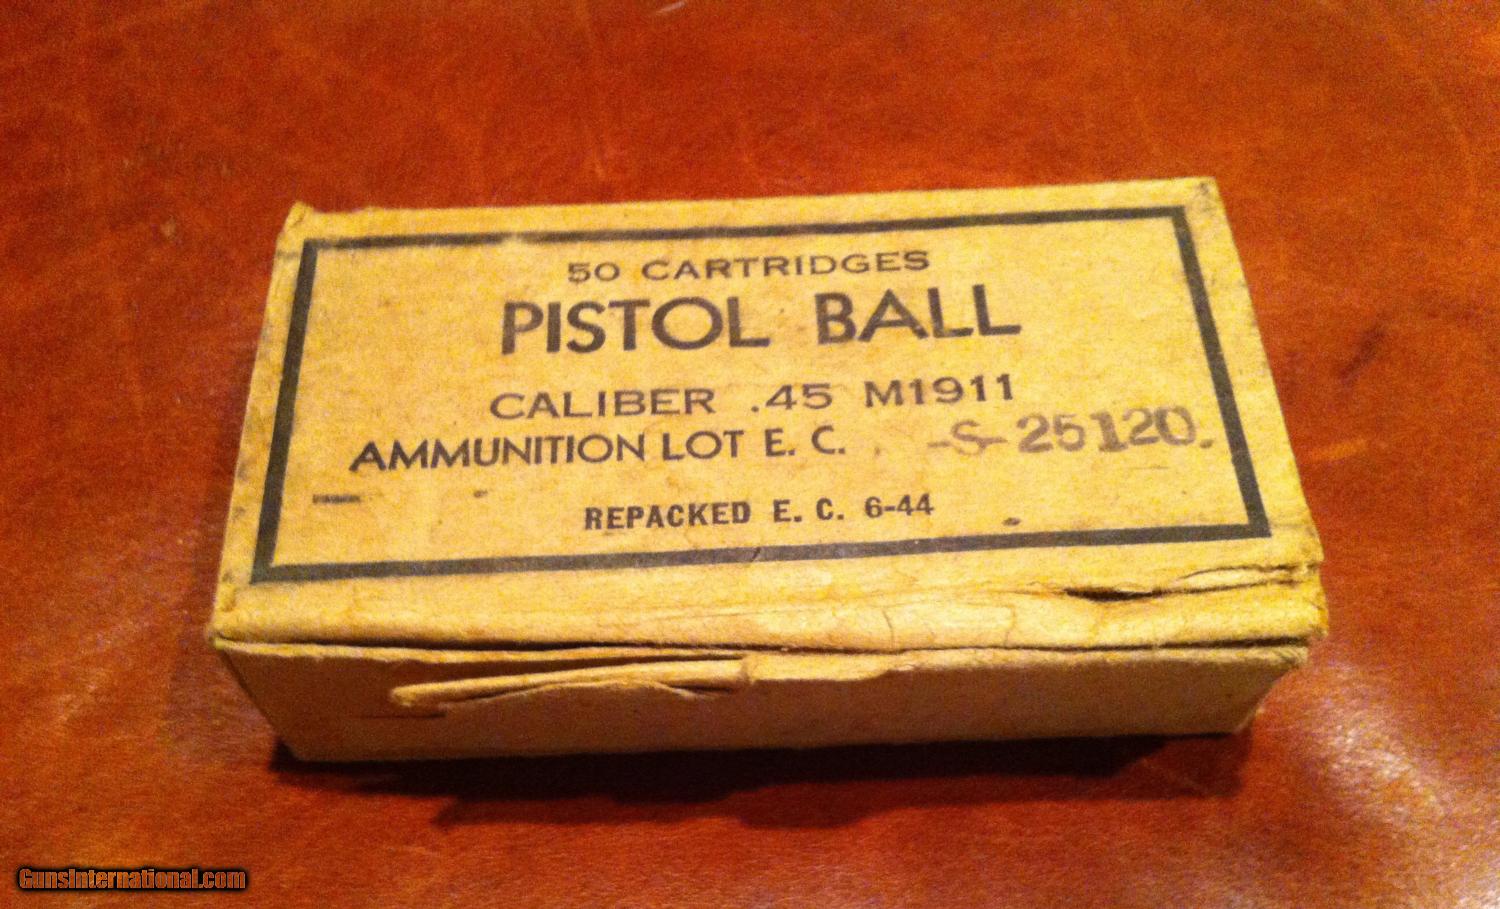 50 CARTRIDGES
PISTOL BALL
CALIBER .45 M1911
AMMUNITION LOT E. C. -S-25120.
REPACKED E. C. 6-44
GunsInternational.com